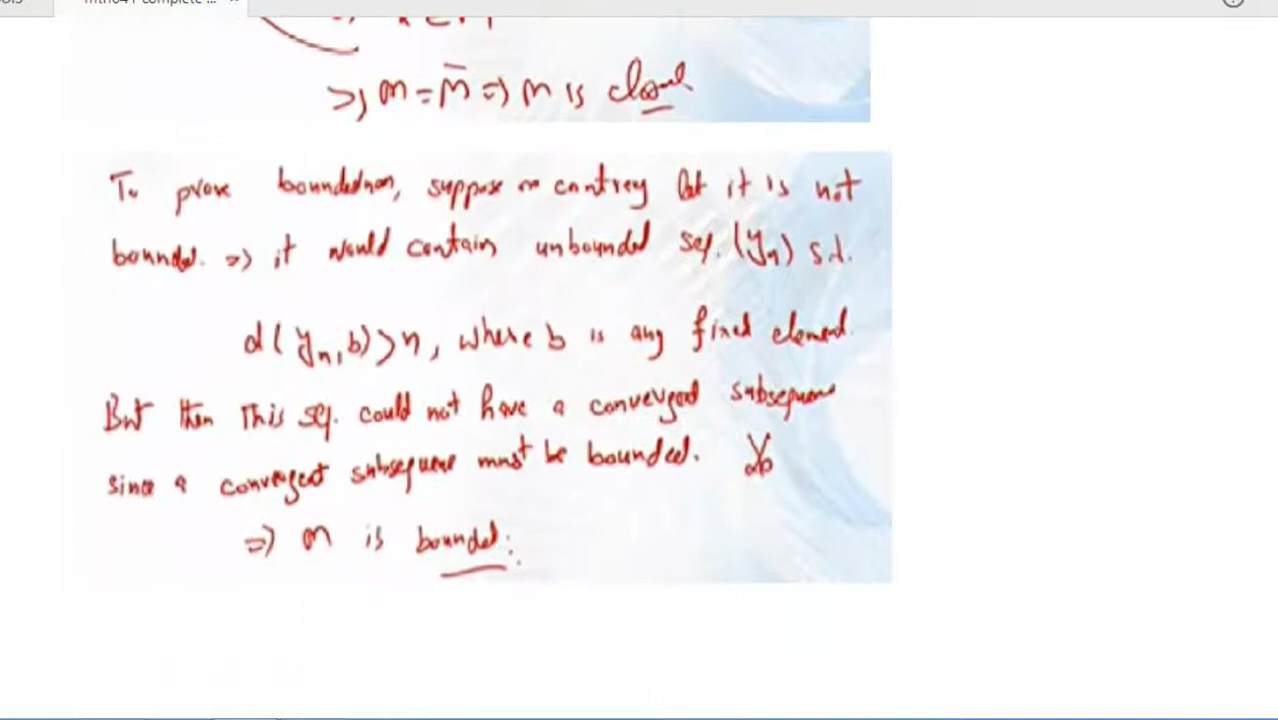 mth641 complete ...
=> M = M̄ => M is closed
To prove boundedness, suppose on contrary that it is not
bounded. => it would contain unbounded seq. (yₙ) s.t.
d(yₙ, b) > n, where b is any fixed element.
But then This seq. could not have a convergent subsequence
since a convergent subsequence must be bounded.
=> M is bounded.